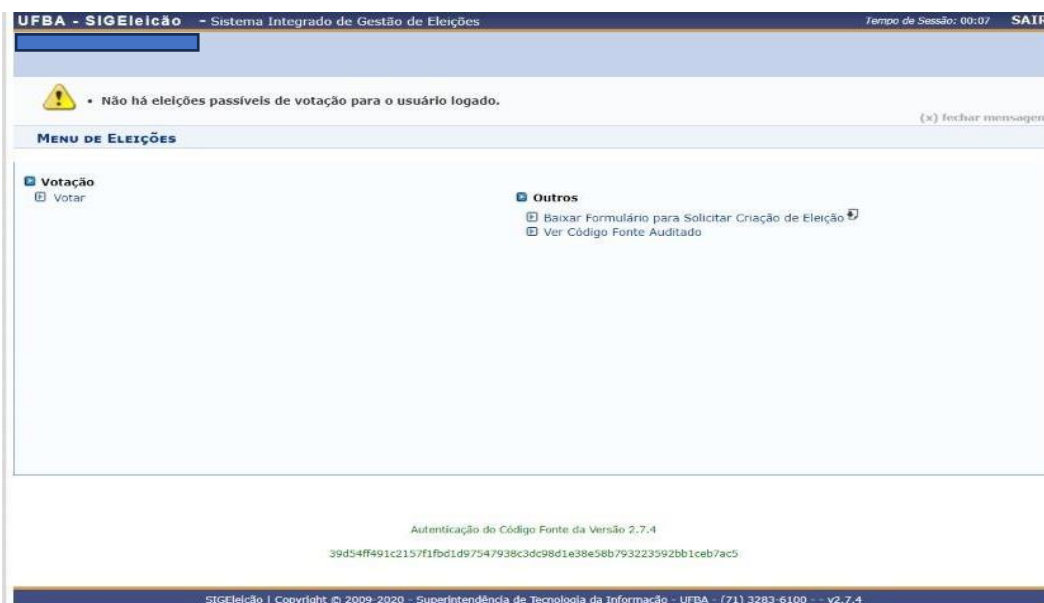 UFBA - SIGEleição - Sistema Integrado de Gestão de Eleições Tempo de Sessão: 00:07 SAIR
• Não há eleições passíveis de votação para o usuário logado.
(x) fechar mensagem
MENU DE ELEIÇÕES
Votação
Votar
Outros
Baixar Formulário para Solicitar Criação de Eleição
Ver Código Fonte Auditado
Autenticação do Código Fonte da Versão 2.7.4
39d54ff491c2157f1fbd1d97547938c3dc98d1e38e58b793223592bb1ceb7ac5
SIGEleição | Copyright © 2009-2020 - Superintendência de Tecnologia da Informação - UFBA - (71) 3283-6100 - - v2.7.4